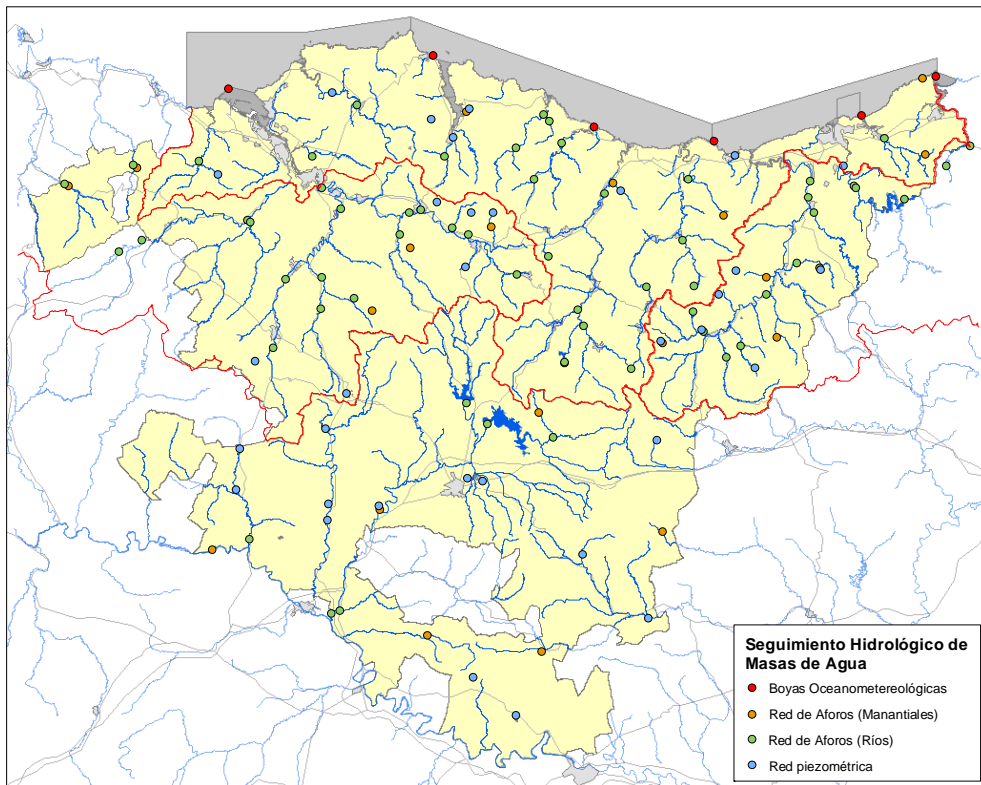 Seguimiento Hidrológico de
Masas de Agua
Boyas Oceanometereológicas
Red de Aforos (Manantiales)
Red de Aforos (Ríos)
Red piezométrica